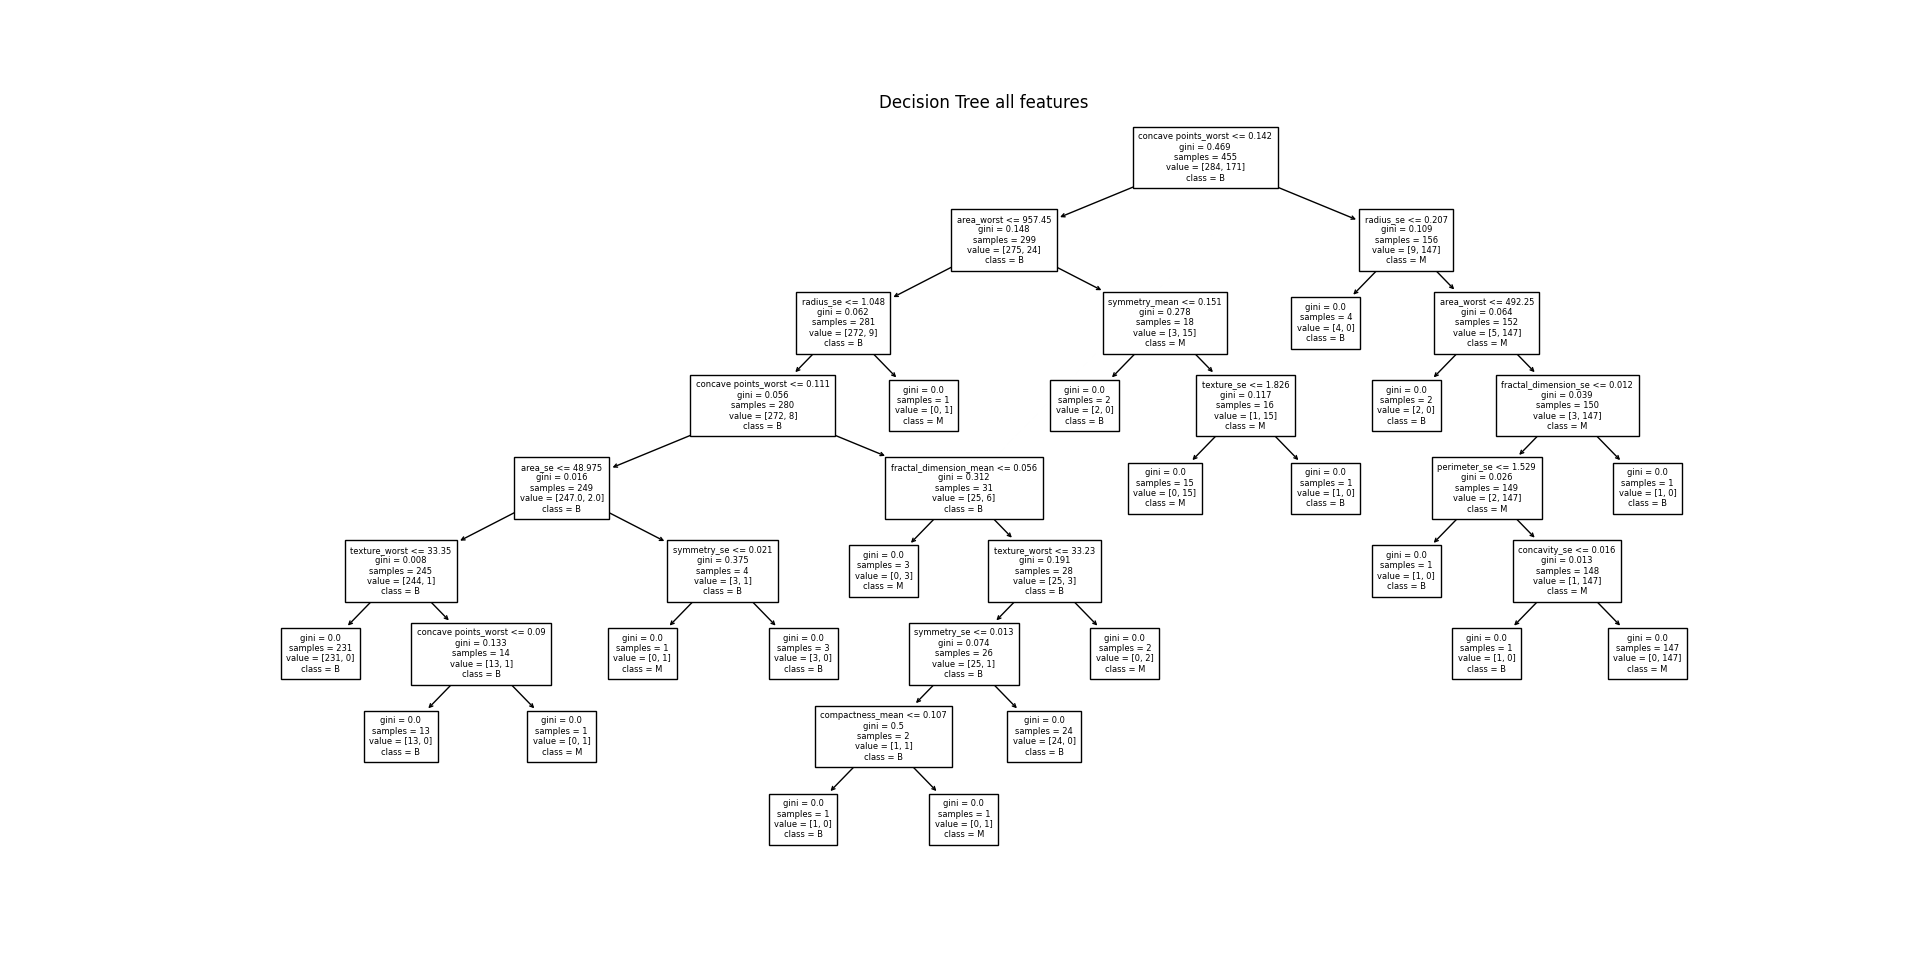 Decision Tree all features
concave points_worst <= 0.142
gini = 0.469
samples = 455
value = [284, 171]
class = B
area_worst <= 957.45
gini = 0.148
samples = 299
value = [275, 24]
class = B
radius_se <= 0.207
gini = 0.109
samples = 156
value = [9, 147]
class = M
radius_se <= 1.048
gini = 0.062
samples = 281
value = [272, 9]
class = B
symmetry_mean <= 0.151
gini = 0.278
samples = 18
value = [3, 15]
class = M
gini = 0.0
samples = 4
value = [4, 0]
class = B
area_worst <= 492.25
gini = 0.064
samples = 152
value = [5, 147]
class = M
concave points_worst <= 0.111
gini = 0.056
samples = 280
value = [272, 8]
class = B
gini = 0.0
samples = 1
value = [0, 1]
class = M
gini = 0.0
samples = 2
value = [2, 0]
class = B
texture_se <= 1.826
gini = 0.117
samples = 16
value = [1, 15]
class = M
gini = 0.0
samples = 2
value = [2, 0]
class = B
fractal_dimension_se <= 0.012
gini = 0.039
samples = 150
value = [3, 147]
class = M
area_se <= 48.975
gini = 0.016
samples = 249
value = [247.0, 2.0]
class = B
fractal_dimension_mean <= 0.056
gini = 0.312
samples = 31
value = [25, 6]
class = B
gini = 0.0
samples = 15
value = [0, 15]
class = M
gini = 0.0
samples = 1
value = [1, 0]
class = B
perimeter_se <= 1.529
gini = 0.026
samples = 149
value = [2, 147]
class = M
gini = 0.0
samples = 1
value = [1, 0]
class = B
texture_worst <= 33.35
gini = 0.008
samples = 245
value = [244, 1]
class = B
symmetry_se <= 0.021
gini = 0.375
samples = 4
value = [3, 1]
class = B
gini = 0.0
samples = 3
value = [0, 3]
class = M
texture_worst <= 33.23
gini = 0.191
samples = 28
value = [25, 3]
class = B
gini = 0.0
samples = 1
value = [1, 0]
class = B
concavity_se <= 0.016
gini = 0.013
samples = 148
value = [1, 147]
class = M
gini = 0.0
samples = 231
value = [231, 0]
class = B
concave points_worst <= 0.09
gini = 0.133
samples = 14
value = [13, 1]
class = B
gini = 0.0
samples = 1
value = [0, 1]
class = M
gini = 0.0
samples = 3
value = [3, 0]
class = B
symmetry_se <= 0.013
gini = 0.074
samples = 26
value = [25, 1]
class = B
gini = 0.0
samples = 2
value = [0, 2]
class = M
gini = 0.0
samples = 1
value = [1, 0]
class = B
gini = 0.0
samples = 147
value = [0, 147]
class = M
gini = 0.0
samples = 13
value = [13, 0]
class = B
gini = 0.0
samples = 1
value = [0, 1]
class = M
compactness_mean <= 0.107
gini = 0.5
samples = 2
value = [1, 1]
class = B
gini = 0.0
samples = 24
value = [24, 0]
class = B
gini = 0.0
samples = 1
value = [1, 0]
class = B
gini = 0.0
samples = 1
value = [0, 1]
class = M